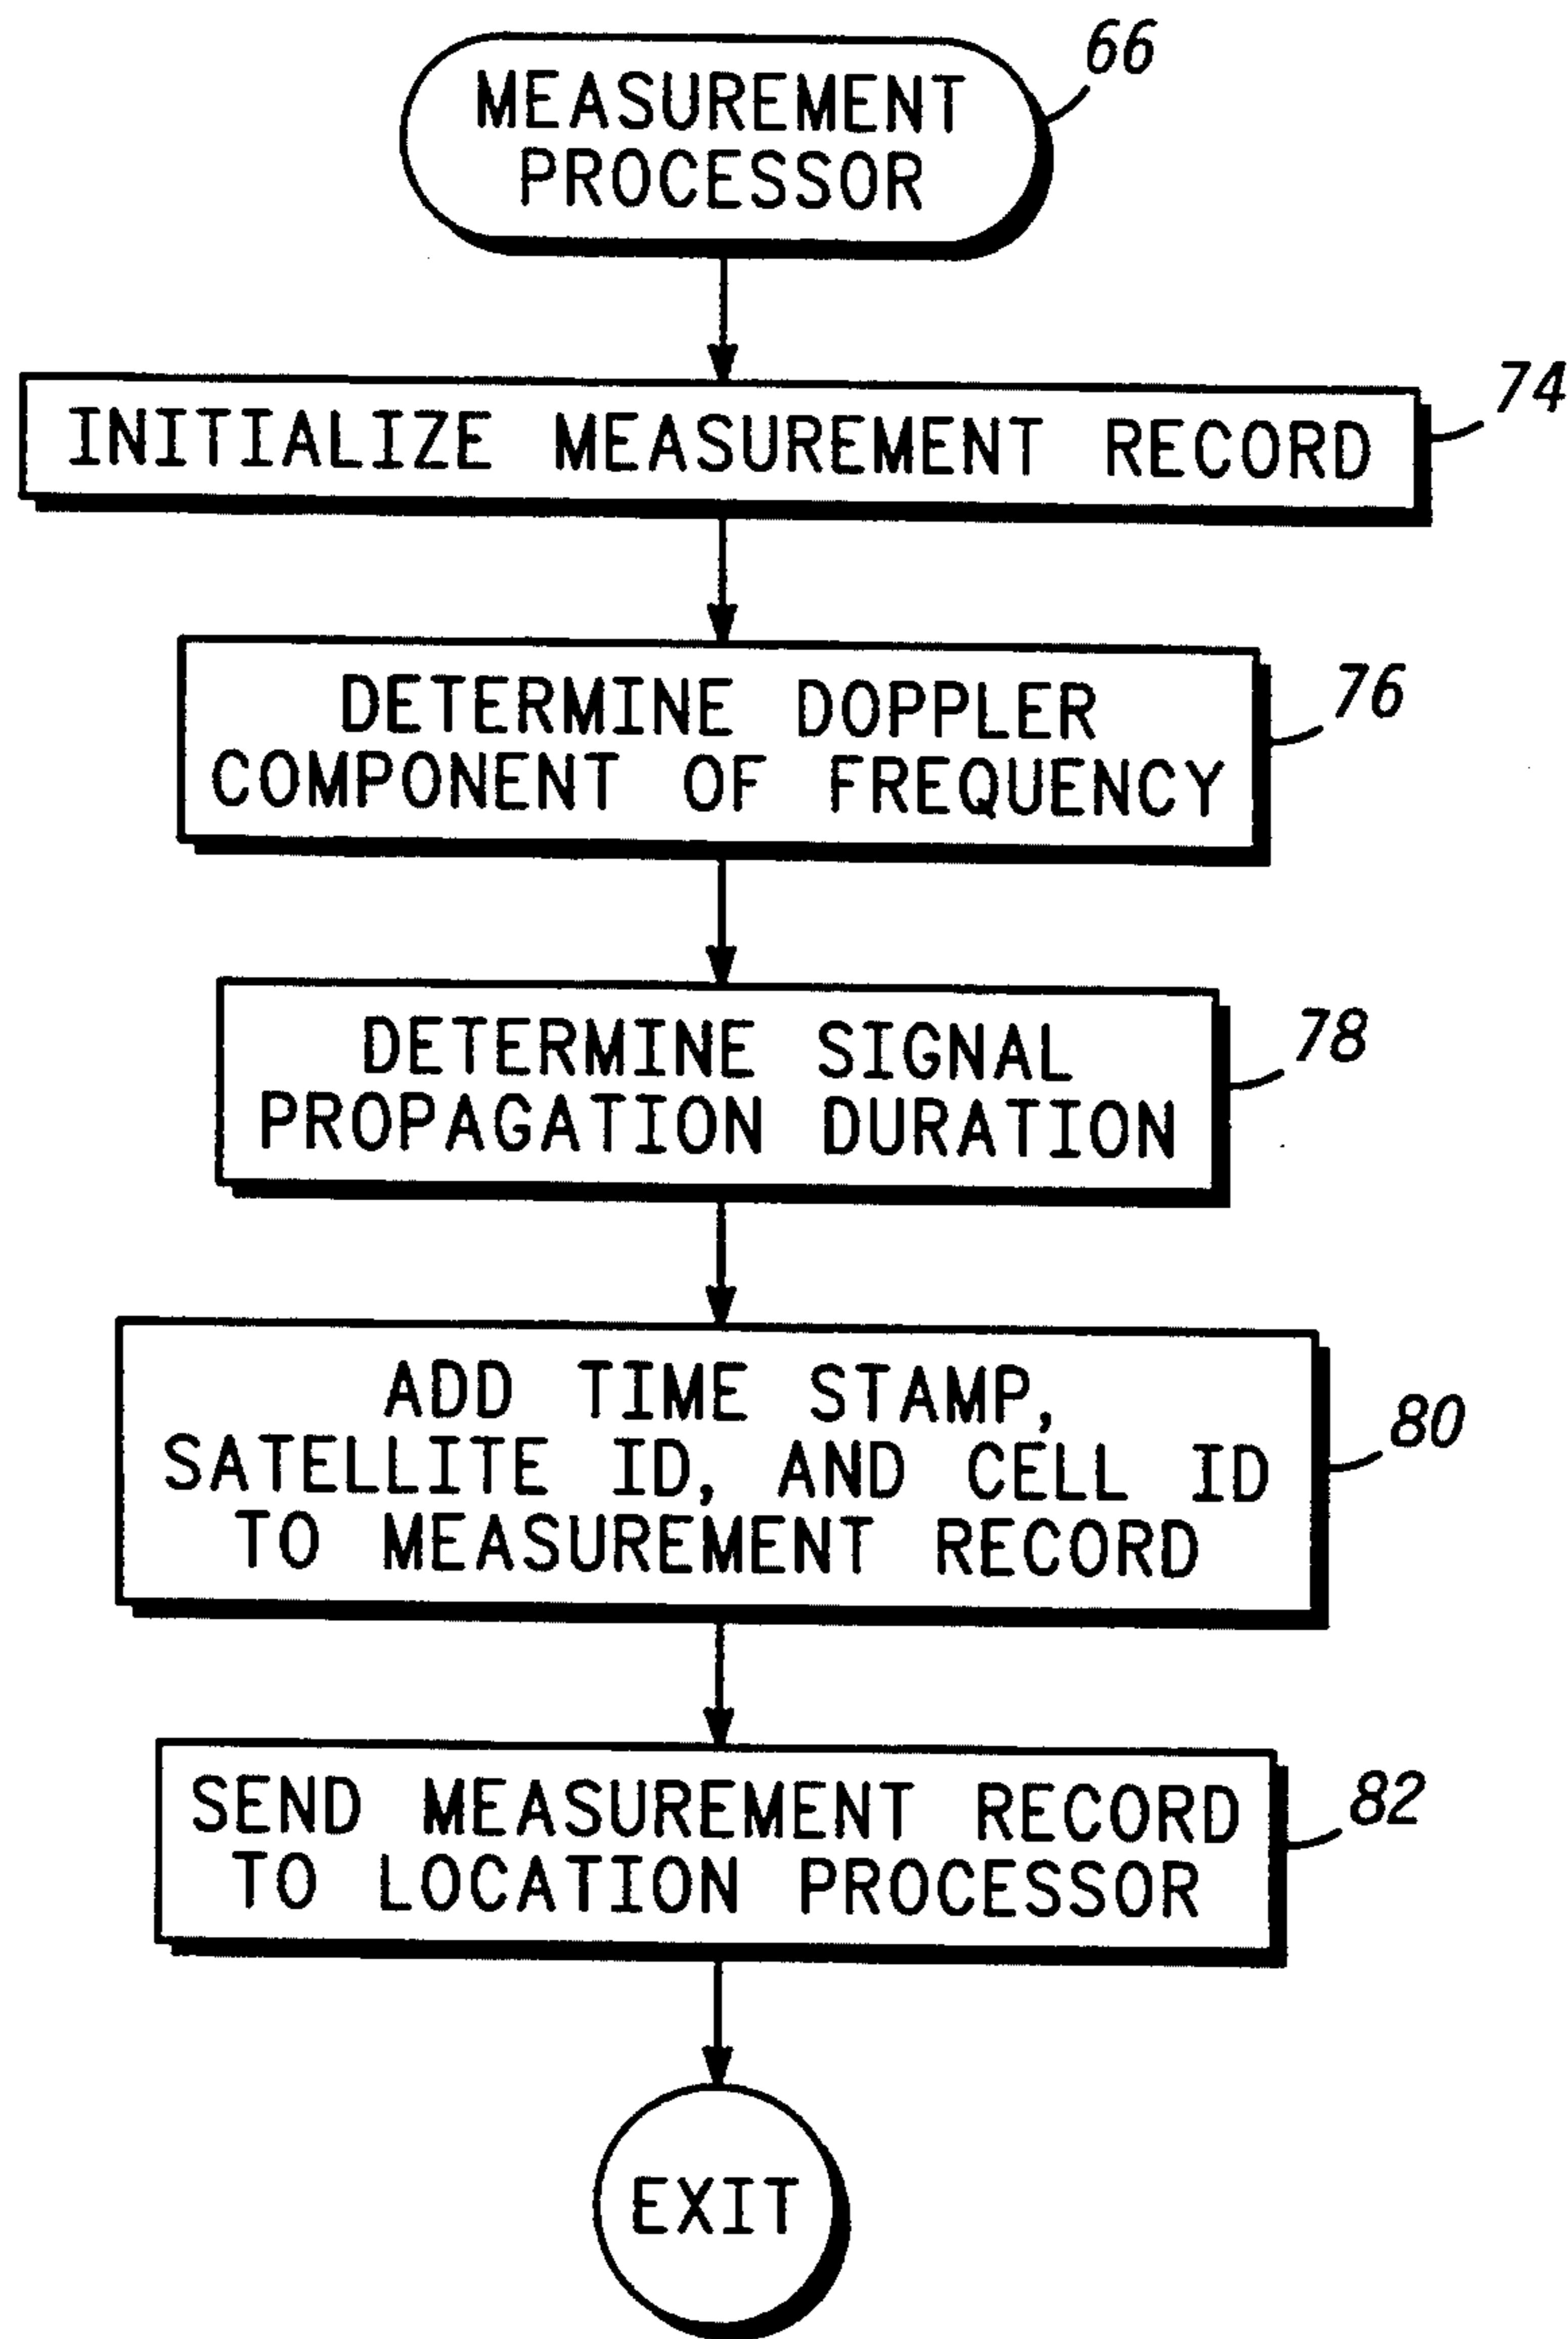 66
MEASUREMENT
PROCESSOR
74
INITIALIZE MEASUREMENT RECORD
76
DETERMINE DOPPLER
COMPONENT OF FREQUENCY
78
DETERMINE SIGNAL
PROPAGATION DURATION
80
ADD TIME STAMP,
SATELLITE ID, AND CELL ID
TO MEASUREMENT RECORD
82
SEND MEASUREMENT RECORD
TO LOCATION PROCESSOR
EXIT